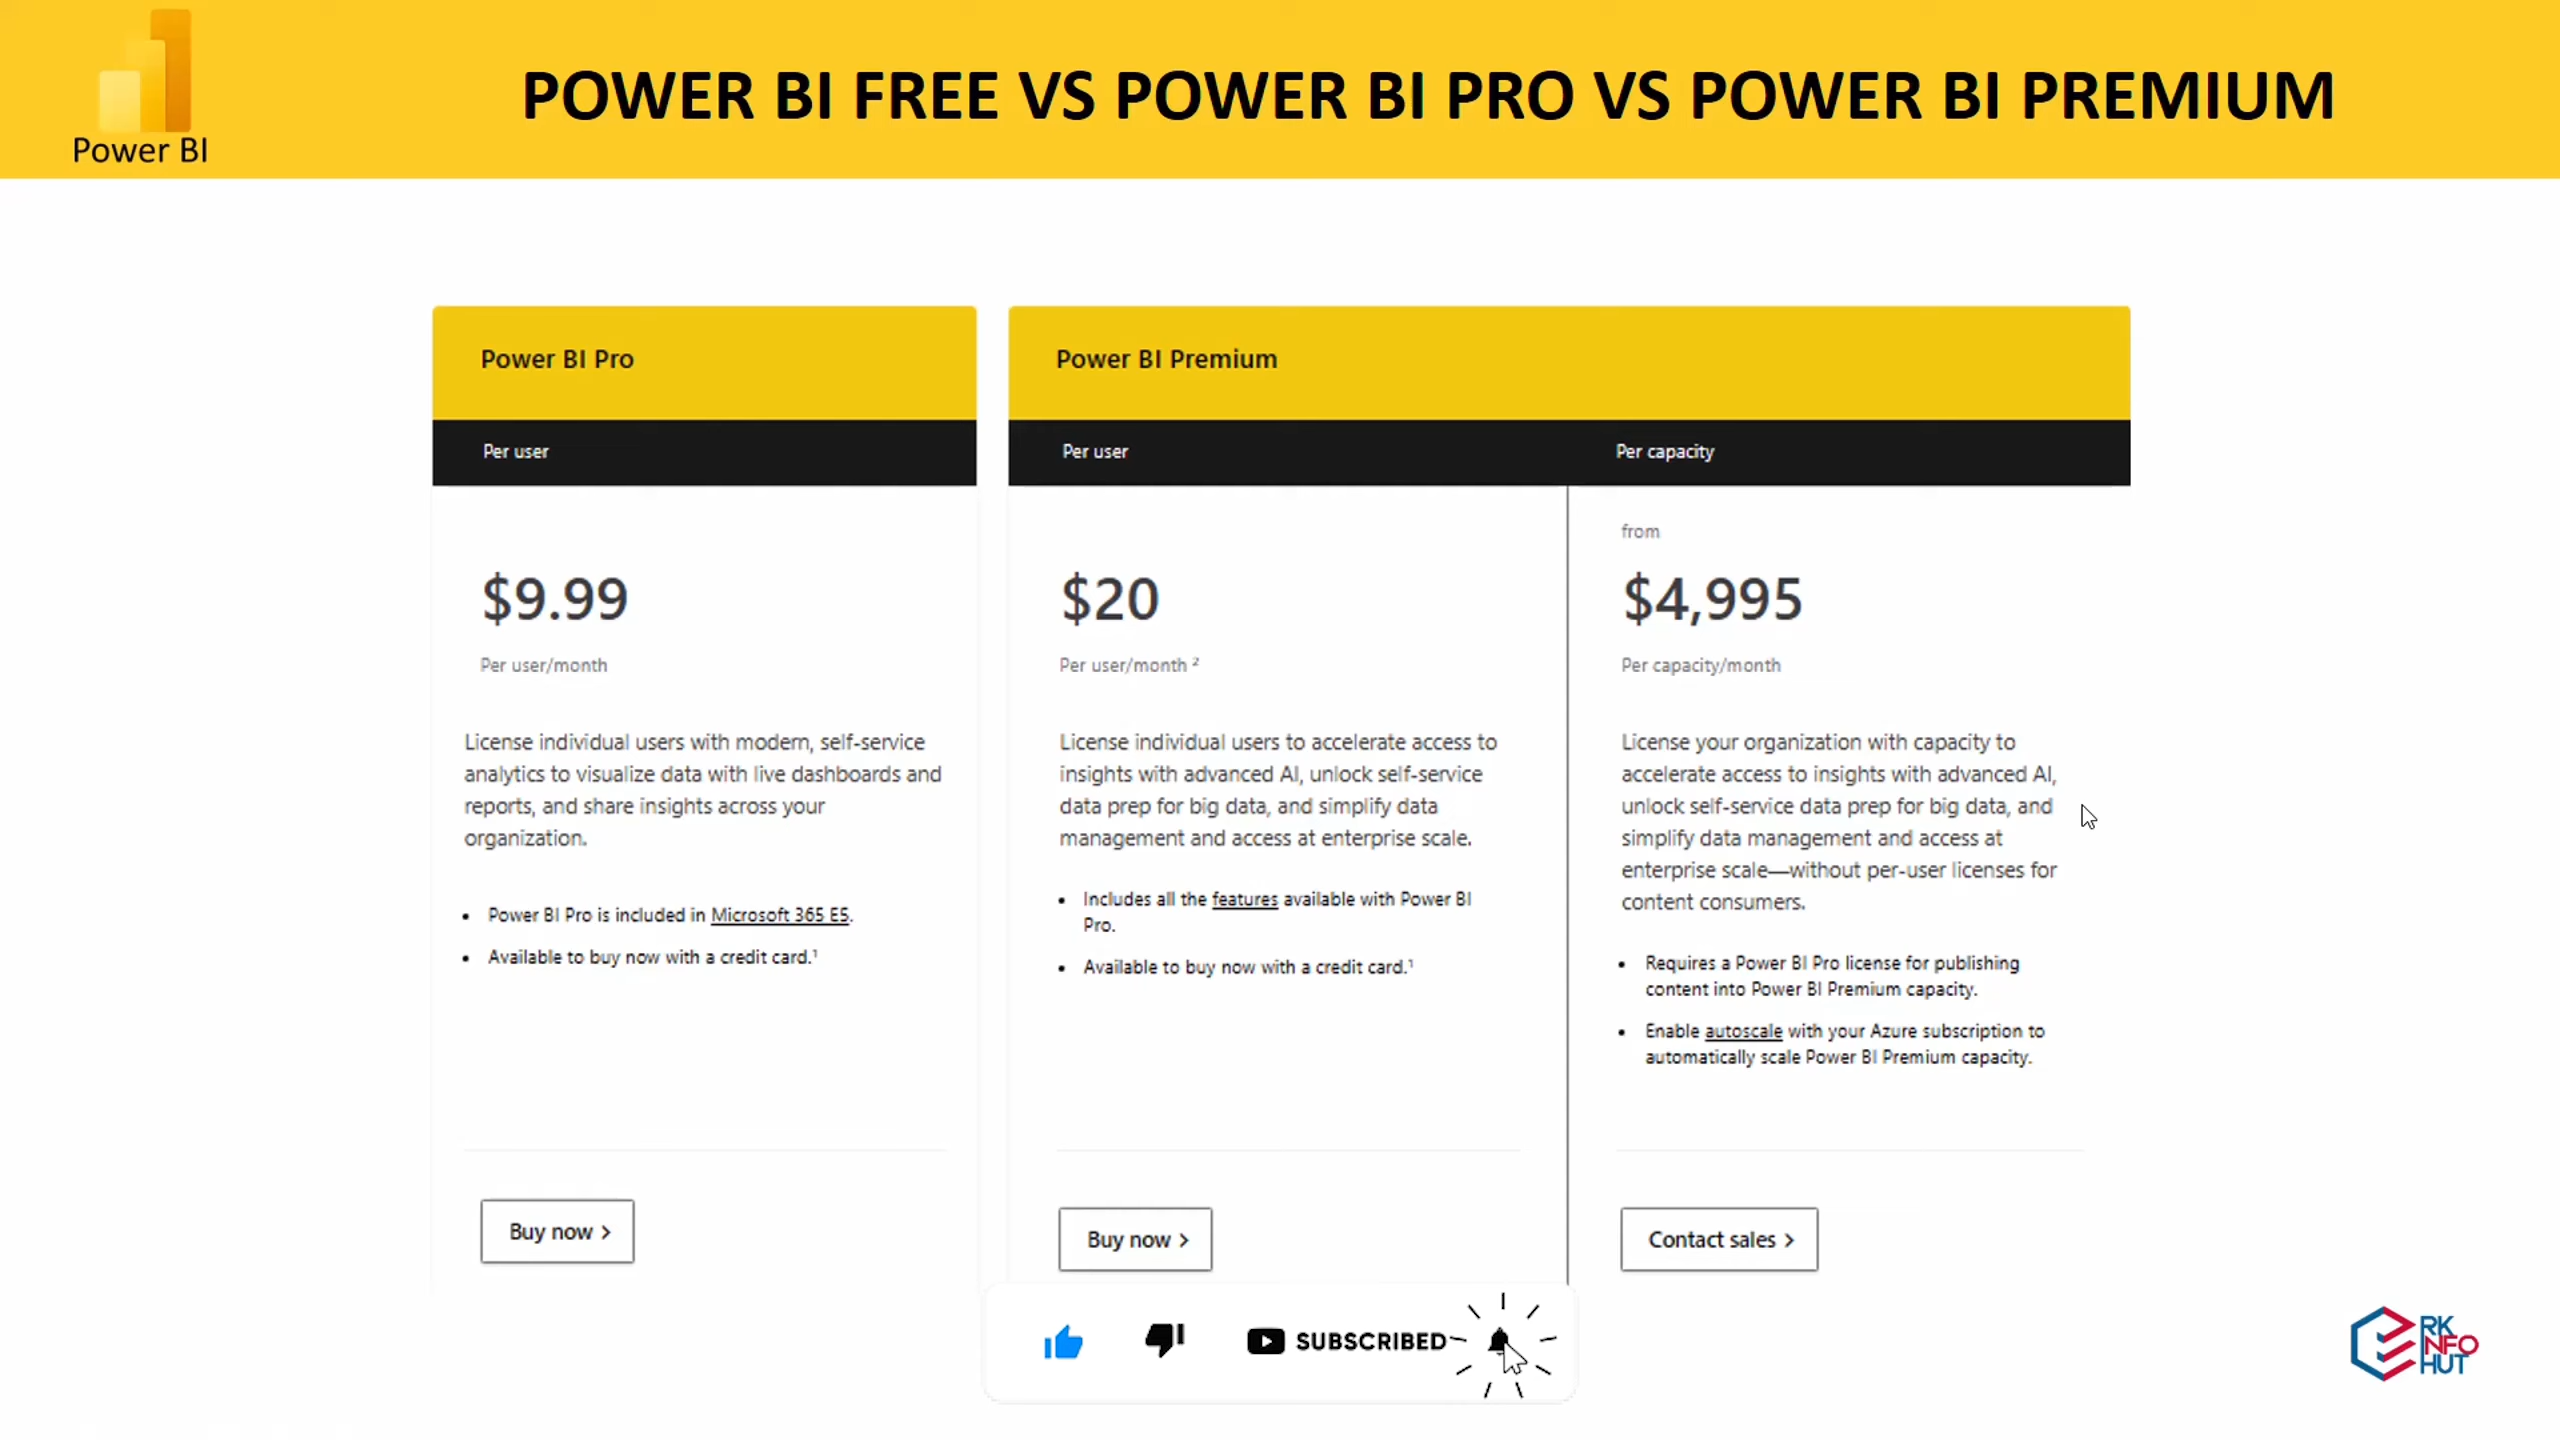 Power BI
POWER BI FREE VS POWER BI PRO VS POWER BI PREMIUM
Power BI Pro
Per user
$9.99
Per user/month
License individual users with modern, self-service
analytics to visualize data with live dashboards and
reports, and share insights across your
organization.
• Power BI Pro is included in Microsoft 365 E5.
• Available to buy now with a credit card.¹
Buy now >
Power BI Premium
Per user
$20
Per user/month ²
License individual users to accelerate access to
insights with advanced AI, unlock self-service
data prep for big data, and simplify data
management and access at enterprise scale.
• Includes all the features available with Power BI
Pro.
• Available to buy now with a credit card.¹
Buy now >
Per capacity
from
$4,995
Per capacity/month
License your organization with capacity to
accelerate access to insights with advanced AI,
unlock self-service data prep for big data, and
simplify data management and access at
enterprise scale—without per-user licenses for
content consumers.
• Requires a Power BI Pro license for publishing
content into Power BI Premium capacity.
• Enable autoscale with your Azure subscription to
automatically scale Power BI Premium capacity.
Contact sales >
SUBSCRIBED
RK
INFO
HUT